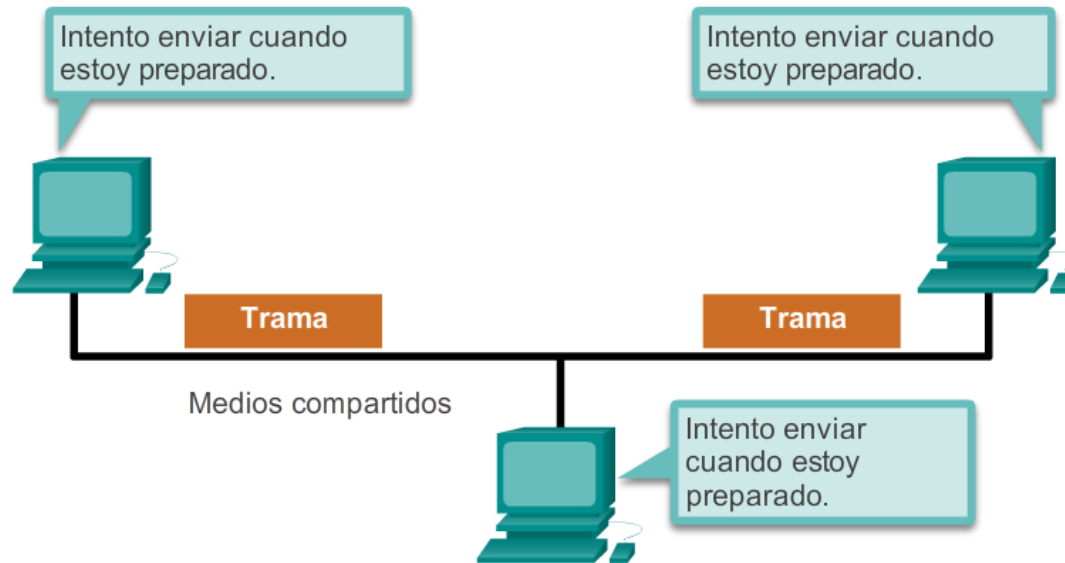 Intento enviar cuando
estoy preparado.
Intento enviar cuando
estoy preparado.
Trama
Trama
Medios compartidos
Intento enviar
cuando estoy
preparado.